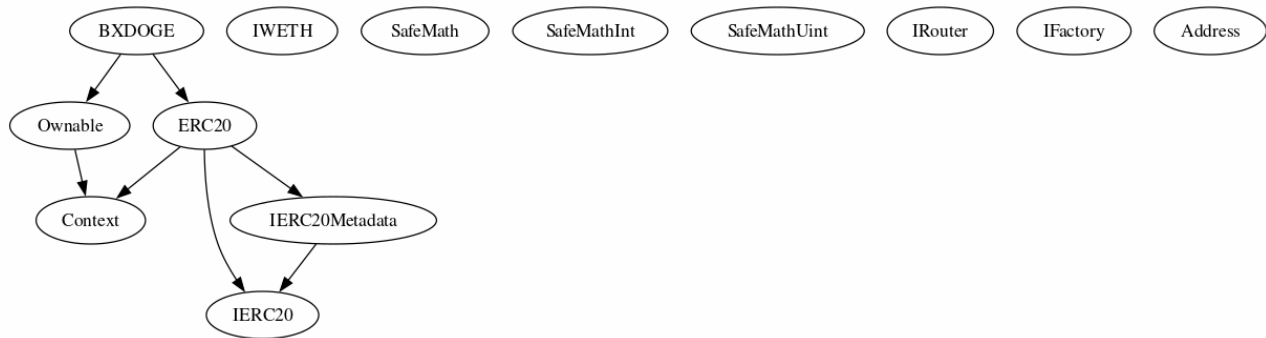 BXDOGE IWETH SafeMath SafeMathInt SafeMathUint IRouter IFactory Address
Ownable ERC20
Context IERC20Metadata
IERC20